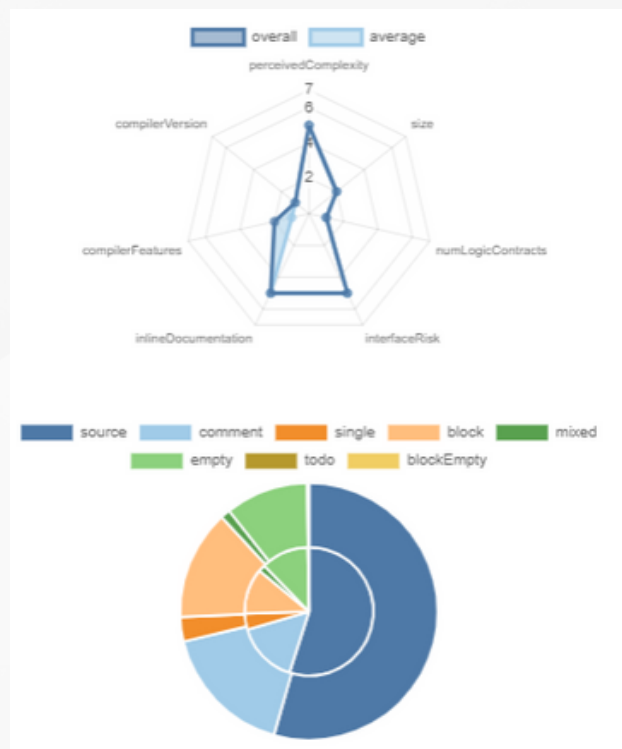 overall average
perceivedComplexity
7
6
compilerVersion size
4
2
compilerFeatures numLogicContracts
inlineDocumentation interfaceRisk
source comment single block mixed
empty todo blockEmpty